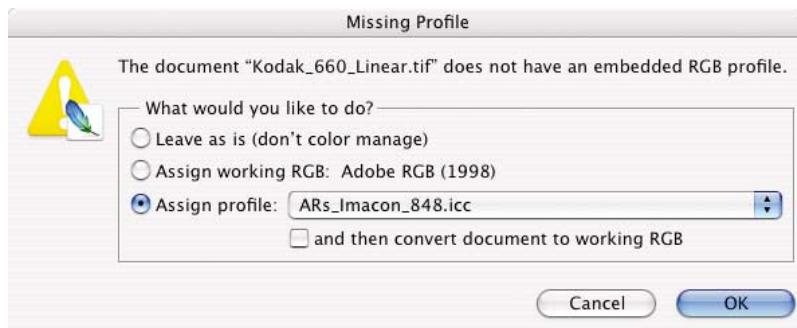 Missing Profile
The document “Kodak_660_Linear.tif” does not have an embedded RGB profile.
What would you like to do?
Leave as is (don't color manage)
Assign working RGB: Adobe RGB (1998)
Assign profile: ARs_Imacon_848.icc
and then convert document to working RGB
Cancel OK